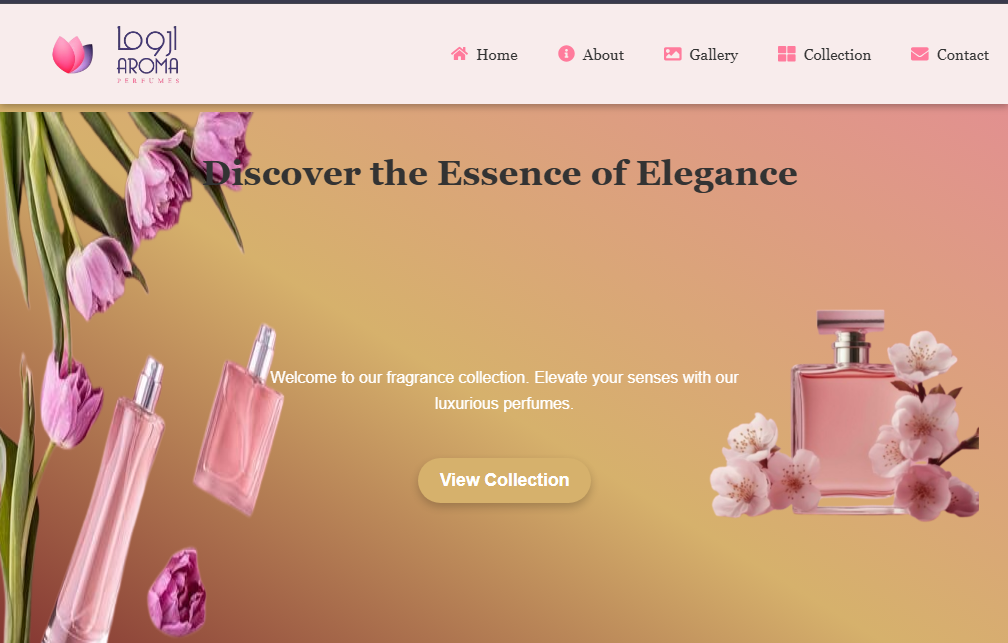 AROMA
PERFUMES
Home
About
Gallery
Collection
Contact
Discover the Essence of Elegance
Welcome to our fragrance collection. Elevate your senses with our
luxurious perfumes.
View Collection